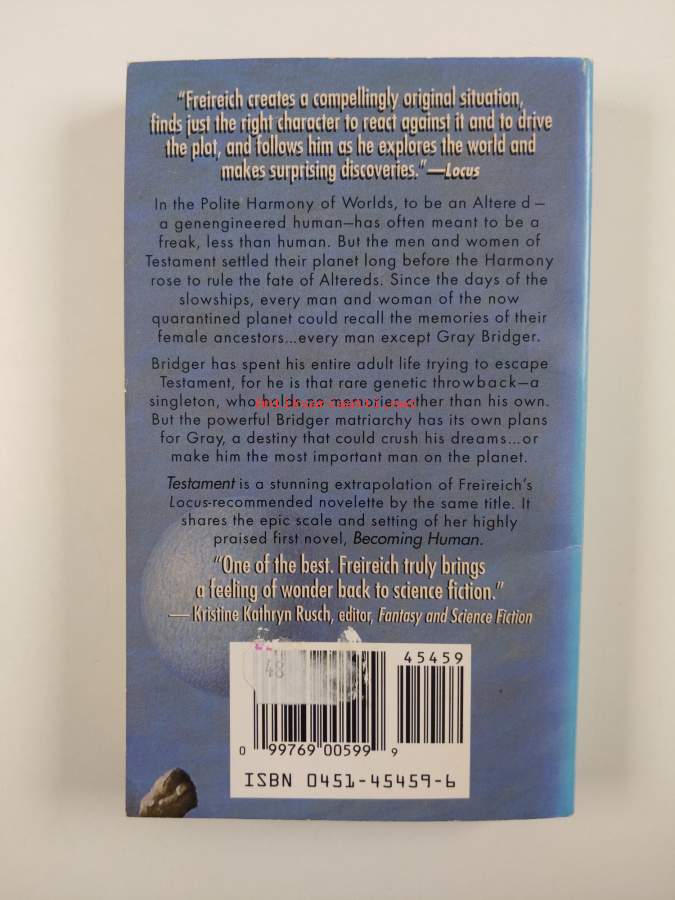 "Freireich creates a compellingly original situation,
finds just the right character to react against it and to drive
the plot, and follows him as he explores the world and
makes surprising discoveries."—Locus
In the Polite Harmony of Worlds, to be an Altere d—
a genengineered human—has often meant to be a
freak, less than human. But the men and women of
Testament settled their planet long before the Harmony
rose to rule the fate of Altereds. Since the days of the
slowships, every man and woman of the now
quarantined planet could recall the memories of their
female ancestors...every man except Gray Bridger.
Bridger has spent his entire adult life trying to escape
Testament, for he is that rare genetic throwback—a
singleton, who holds no memories other than his own.
But the powerful Bridger matriarchy has its own plans
for Gray, a destiny that could crush his dreams...or
make him the most important man on the planet.
Testament is a stunning extrapolation of Freireich's
Locus-recommended novelette by the same title. It
shares the epic scale and setting of her highly
praised first novel, Becoming Human.
"One of the best. Freireich truly brings
a feeling of wonder back to science fiction."
—Kristine Kathryn Rusch, editor, Fantasy and Science Fiction
48
45459
0 99769 00599 9
ISBN 0451-45459-6